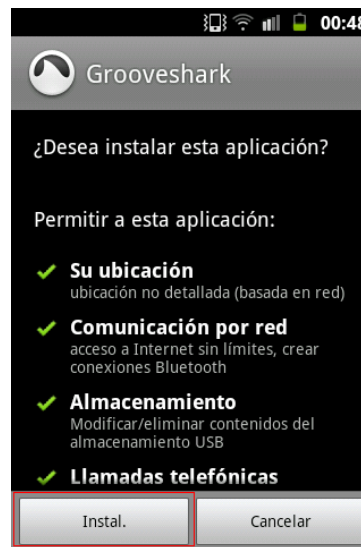 00:48
Grooveshark
¿Desea instalar esta aplicación?
Permitir a esta aplicación:
Su ubicación
ubicación no detallada (basada en red)
Comunicación por red
acceso a Internet sin límites, crear
conexiones Bluetooth
Almacenamiento
Modificar/eliminar contenidos del
almacenamiento USB
Llamadas telefónicas
Instal. Cancelar